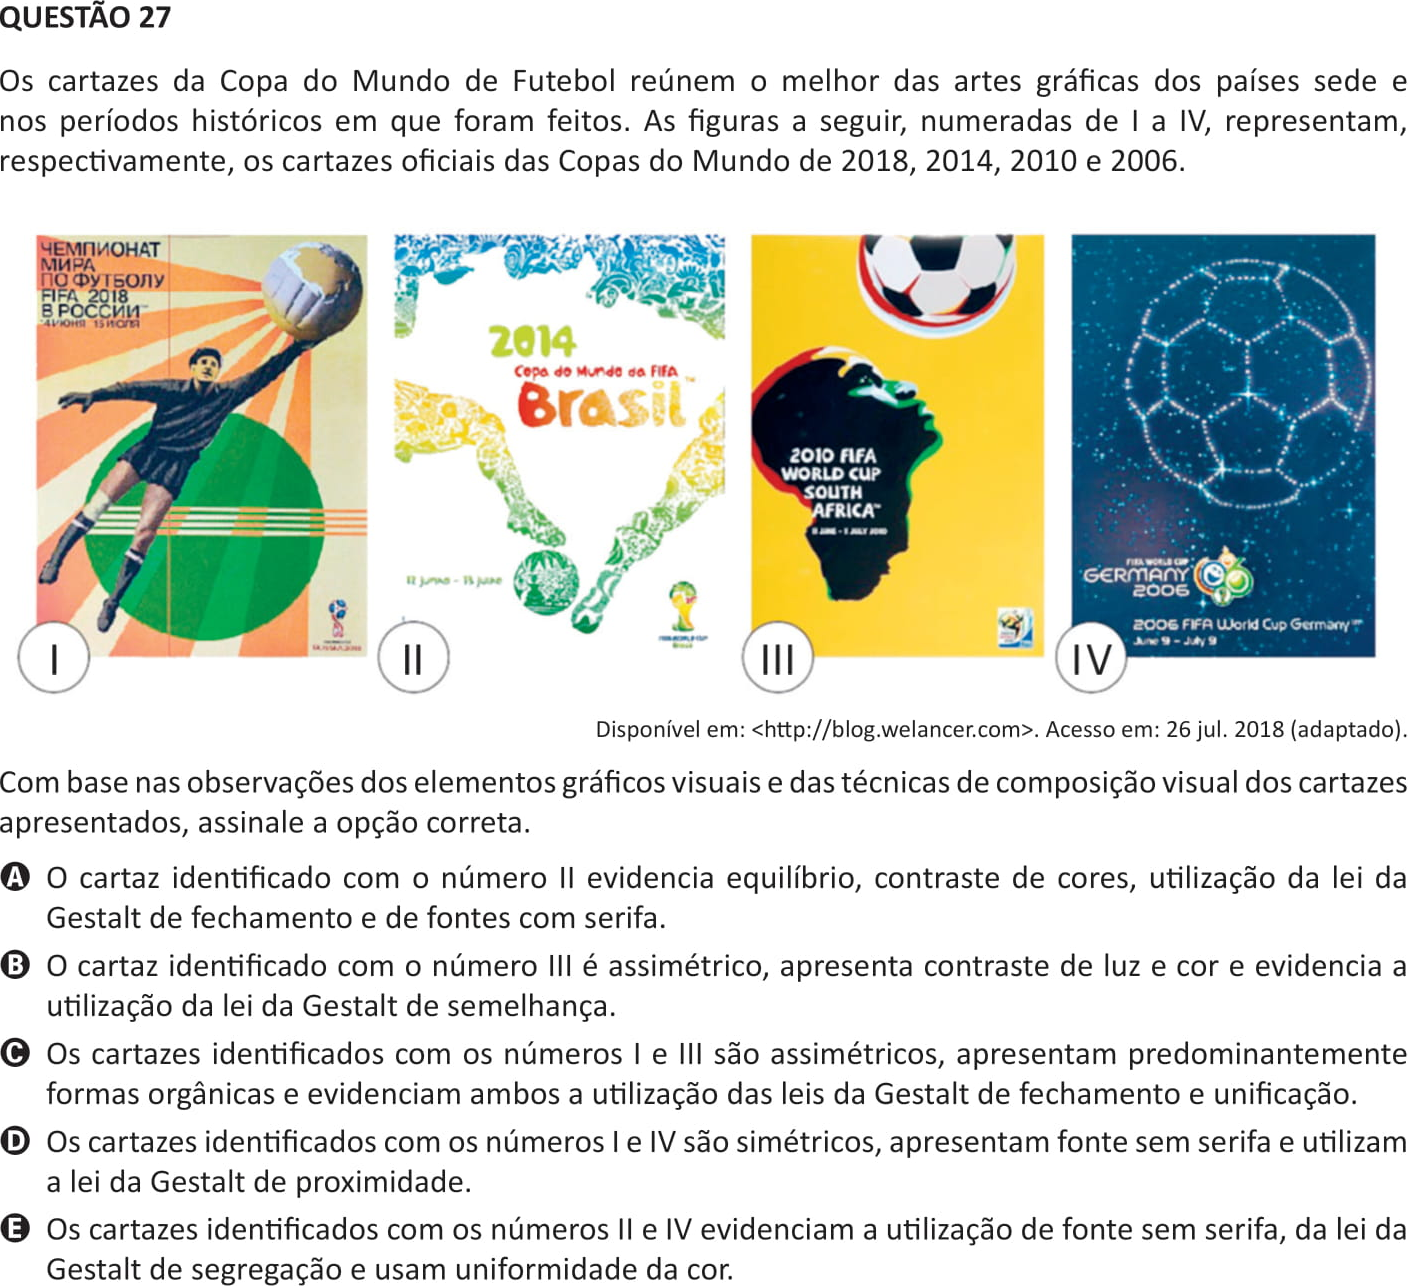 QUESTÃO 27
Os cartazes da Copa do Mundo de Futebol reúnem o melhor das artes gráficas dos países sede e
nos períodos históricos em que foram feitos. As figuras a seguir, numeradas de I a IV, representam,
respectivamente, os cartazes oficiais das Copas do Mundo de 2018, 2014, 2010 e 2006.
ЧЕМПИОНАТ
МИРА
ПО ФУТБОЛУ
FIFA 2018
В РОССИИ
I
2014
Copa do Mundo da FIFA
Brasil
12 junho - 13 julho
II
2010 FIFA
WORLD CUP
SOUTH
AFRICA™
III
FIFA WORLD CUP
GERMANY
2006
2006 FIFA World Cup Germany
June 9 – July 9
IV
Disponível em: <http://blog.welancer.com>. Acesso em: 26 jul. 2018 (adaptado).
Com base nas observações dos elementos gráficos visuais e das técnicas de composição visual dos cartazes
apresentados, assinale a opção correta.
A O cartaz identificado com o número II evidencia equilíbrio, contraste de cores, utilização da lei da
Gestalt de fechamento e de fontes com serifa.
B O cartaz identificado com o número III é assimétrico, apresenta contraste de luz e cor e evidencia a
utilização da lei da Gestalt de semelhança.
C Os cartazes identificados com os números I e III são assimétricos, apresentam predominantemente
formas orgânicas e evidenciam ambos a utilização das leis da Gestalt de fechamento e unificação.
D Os cartazes identificados com os números I e IV são simétricos, apresentam fonte sem serifa e utilizam
a lei da Gestalt de proximidade.
E Os cartazes identificados com os números II e IV evidenciam a utilização de fonte sem serifa, da lei da
Gestalt de segregação e usam uniformidade da cor.